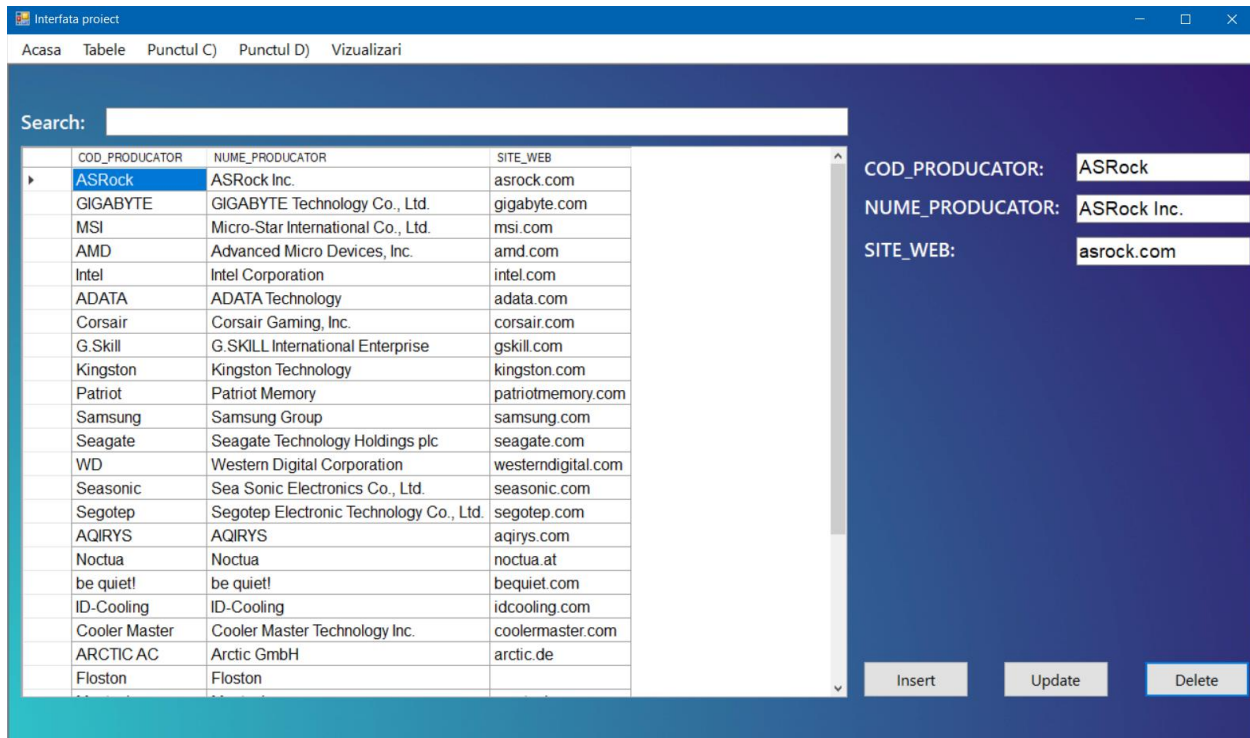 Interfata proiect
Acasa Tabele Punctul C) Punctul D) Vizualizari
Search:
COD_PRODUCATOR NUME_PRODUCATOR SITE_WEB
ASRock ASRock Inc. asrock.com
GIGABYTE GIGABYTE Technology Co., Ltd. gigabyte.com
MSI Micro-Star International Co., Ltd. msi.com
AMD Advanced Micro Devices, Inc. amd.com
Intel Intel Corporation intel.com
ADATA ADATA Technology adata.com
Corsair Corsair Gaming, Inc. corsair.com
G.Skill G.SKILL International Enterprise gskill.com
Kingston Kingston Technology kingston.com
Patriot Patriot Memory patriotmemory.com
Samsung Samsung Group samsung.com
Seagate Seagate Technology Holdings plc seagate.com
WD Western Digital Corporation westerndigital.com
Seasonic Sea Sonic Electronics Co., Ltd. seasonic.com
Segotep Segotep Electronic Technology Co., Ltd. segotep.com
AQIRYS AQIRYS aqirys.com
Noctua Noctua noctua.at
be quiet! be quiet! bequiet.com
ID-Cooling ID-Cooling idcooling.com
Cooler Master Cooler Master Technology Inc. coolermaster.com
ARCTIC AC Arctic GmbH arctic.de
Floston Floston
COD_PRODUCATOR: ASRock
NUME_PRODUCATOR: ASRock Inc.
SITE_WEB: asrock.com
Insert Update Delete